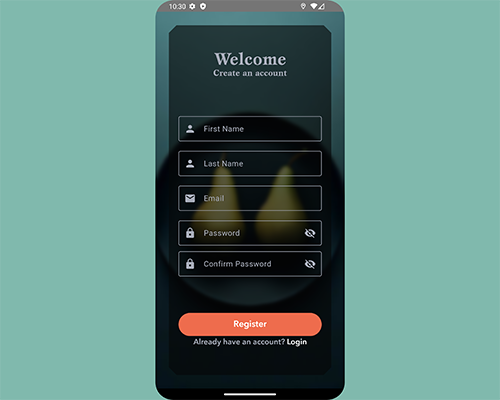 10:30
Welcome
Create an account
First Name
Last Name
Email
Password
Confirm Password
Register
Already have an account? Login